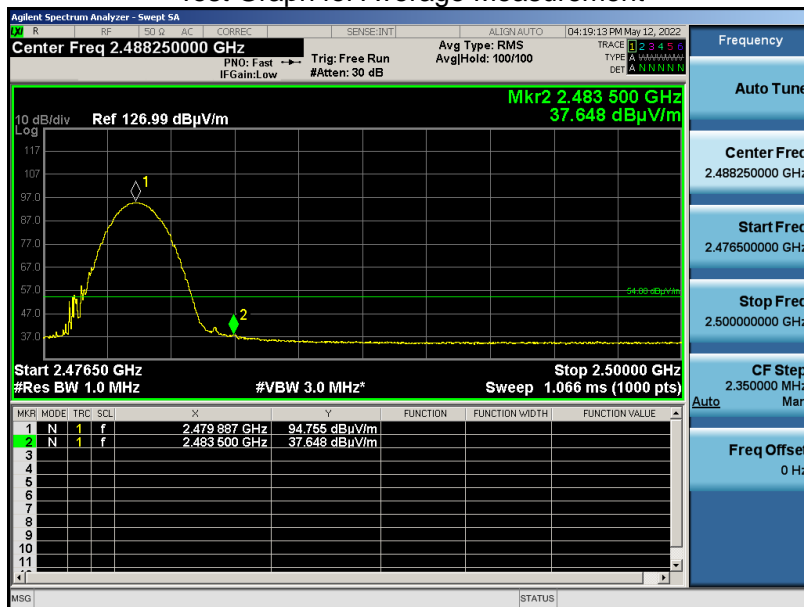 Test Graph for Average Measurement
Agilent Spectrum Analyzer - Swept SA
LXI R RF 50 Ω AC CORREC SENSE:INT ALIGN AUTO 04:19:13 PM May 12, 2022
Center Freq 2.488250000 GHz
PNO: Fast
IFGain:Low
Trig: Free Run
#Atten: 30 dB
Avg Type: RMS
Avg|Hold: 100/100
TRACE 1 2 3 4 5 6
TYPE A WWWWW
DET A N N N N N
Mkr2 2.483 500 GHz
37.648 dBµV/m
10 dB/div Ref 126.99 dBµV/m
Log
117
107
97.0
87.0
77.0
67.0
57.0
47.0
37.0
1
2
54.00 dBµV/m
Start 2.47650 GHz Stop 2.50000 GHz
#Res BW 1.0 MHz #VBW 3.0 MHz* Sweep 1.066 ms (1000 pts)
MKR MODE TRC SCL X Y FUNCTION FUNCTION WIDTH FUNCTION VALUE
1 N 1 f 2.479 887 GHz 94.755 dBµV/m
2 N 1 f 2.483 500 GHz 37.648 dBµV/m
3
4
5
6
7
8
9
10
11
MSG STATUS
Frequency
Auto Tune
Center Freq
2.488250000 GHz
Start Freq
2.476500000 GHz
Stop Freq
2.500000000 GHz
CF Step
2.350000 MHz
Auto Man
Freq Offset
0 Hz